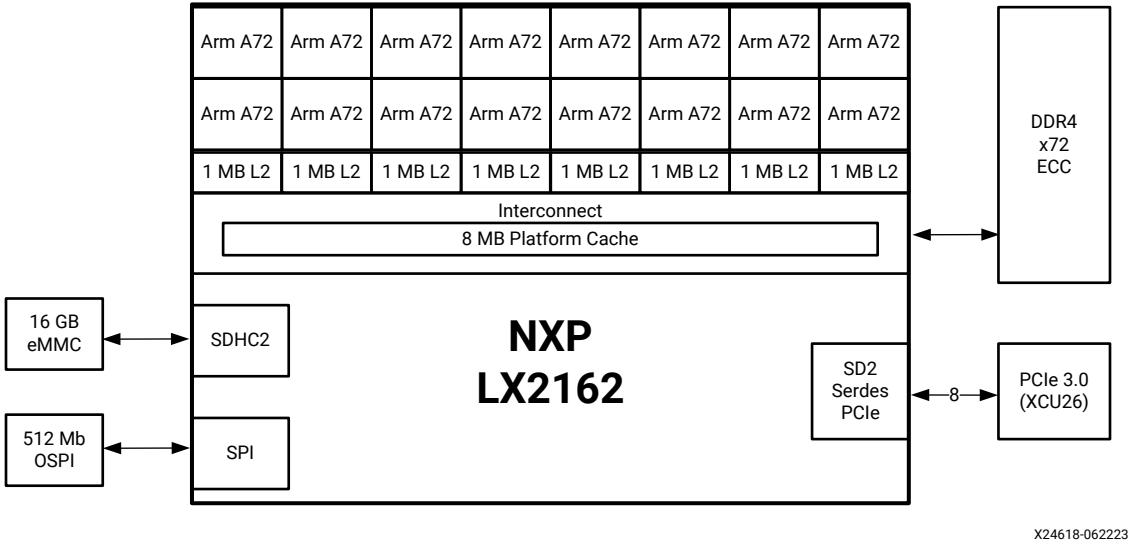 Arm A72 Arm A72 Arm A72 Arm A72 Arm A72 Arm A72 Arm A72 Arm A72
Arm A72 Arm A72 Arm A72 Arm A72 Arm A72 Arm A72 Arm A72 Arm A72
1 MB L2 1 MB L2 1 MB L2 1 MB L2 1 MB L2 1 MB L2 1 MB L2 1 MB L2
Interconnect
8 MB Platform Cache
DDR4
x72
ECC
16 GB
eMMC
SDHC2
NXP
LX2162
512 Mb
OSPI
SPI
SD2
Serdes
PCIe
8
PCIe 3.0
(XCU26)
X24618-062223